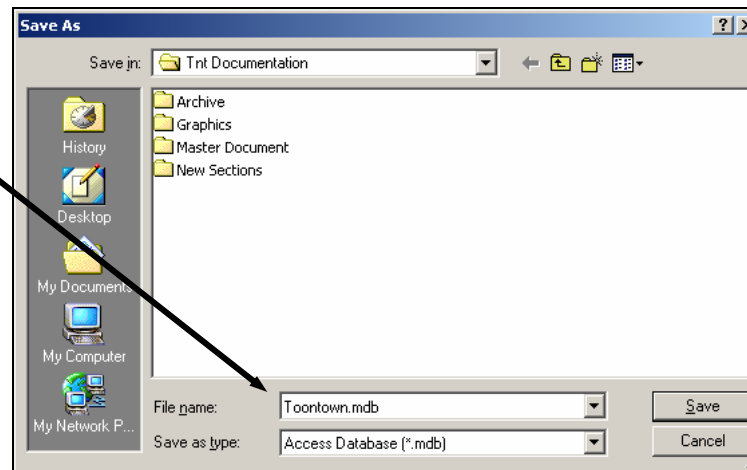 Save As
Save in: Tnt Documentation
History
Desktop
My Documents
My Computer
My Network P...
Archive
Graphics
Master Document
New Sections
File name: Toontown.mdb
Save
Save as type: Access Database (*.mdb)
Cancel